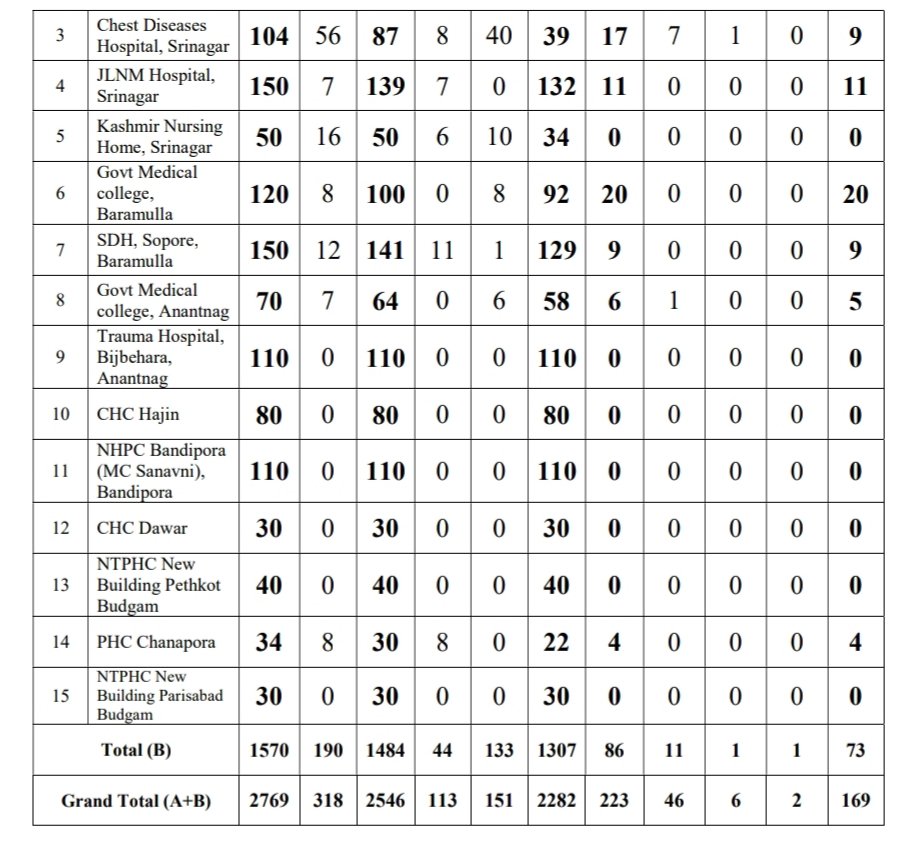 3 Chest Diseases Hospital, Srinagar 104 56 87 8 40 39 17 7 1 0 9
4 JLNM Hospital, Srinagar 150 7 139 7 0 132 11 0 0 0 11
5 Kashmir Nursing Home, Srinagar 50 16 50 6 10 34 0 0 0 0 0
6 Govt Medical college, Baramulla 120 8 100 0 8 92 20 0 0 0 20
7 SDH, Sopore, Baramulla 150 12 141 11 1 129 9 0 0 0 9
8 Govt Medical college, Anantnag 70 7 64 0 6 58 6 1 0 0 5
9 Trauma Hospital, Bijbehara, Anantnag 110 0 110 0 0 110 0 0 0 0 0
10 CHC Hajin 80 0 80 0 0 80 0 0 0 0 0
11 NHPC Bandipora (MC Sanavni), Bandipora 110 0 110 0 0 110 0 0 0 0 0
12 CHC Dawar 30 0 30 0 0 30 0 0 0 0 0
13 NTPHC New Building Pethkot Budgam 40 0 40 0 0 40 0 0 0 0 0
14 PHC Chanapora 34 8 30 8 0 22 4 0 0 0 4
15 NTPHC New Building Parisabad Budgam 30 0 30 0 0 30 0 0 0 0 0
Total (B) 1570 190 1484 44 133 1307 86 11 1 1 73
Grand Total (A+B) 2769 318 2546 113 151 2282 223 46 6 2 169